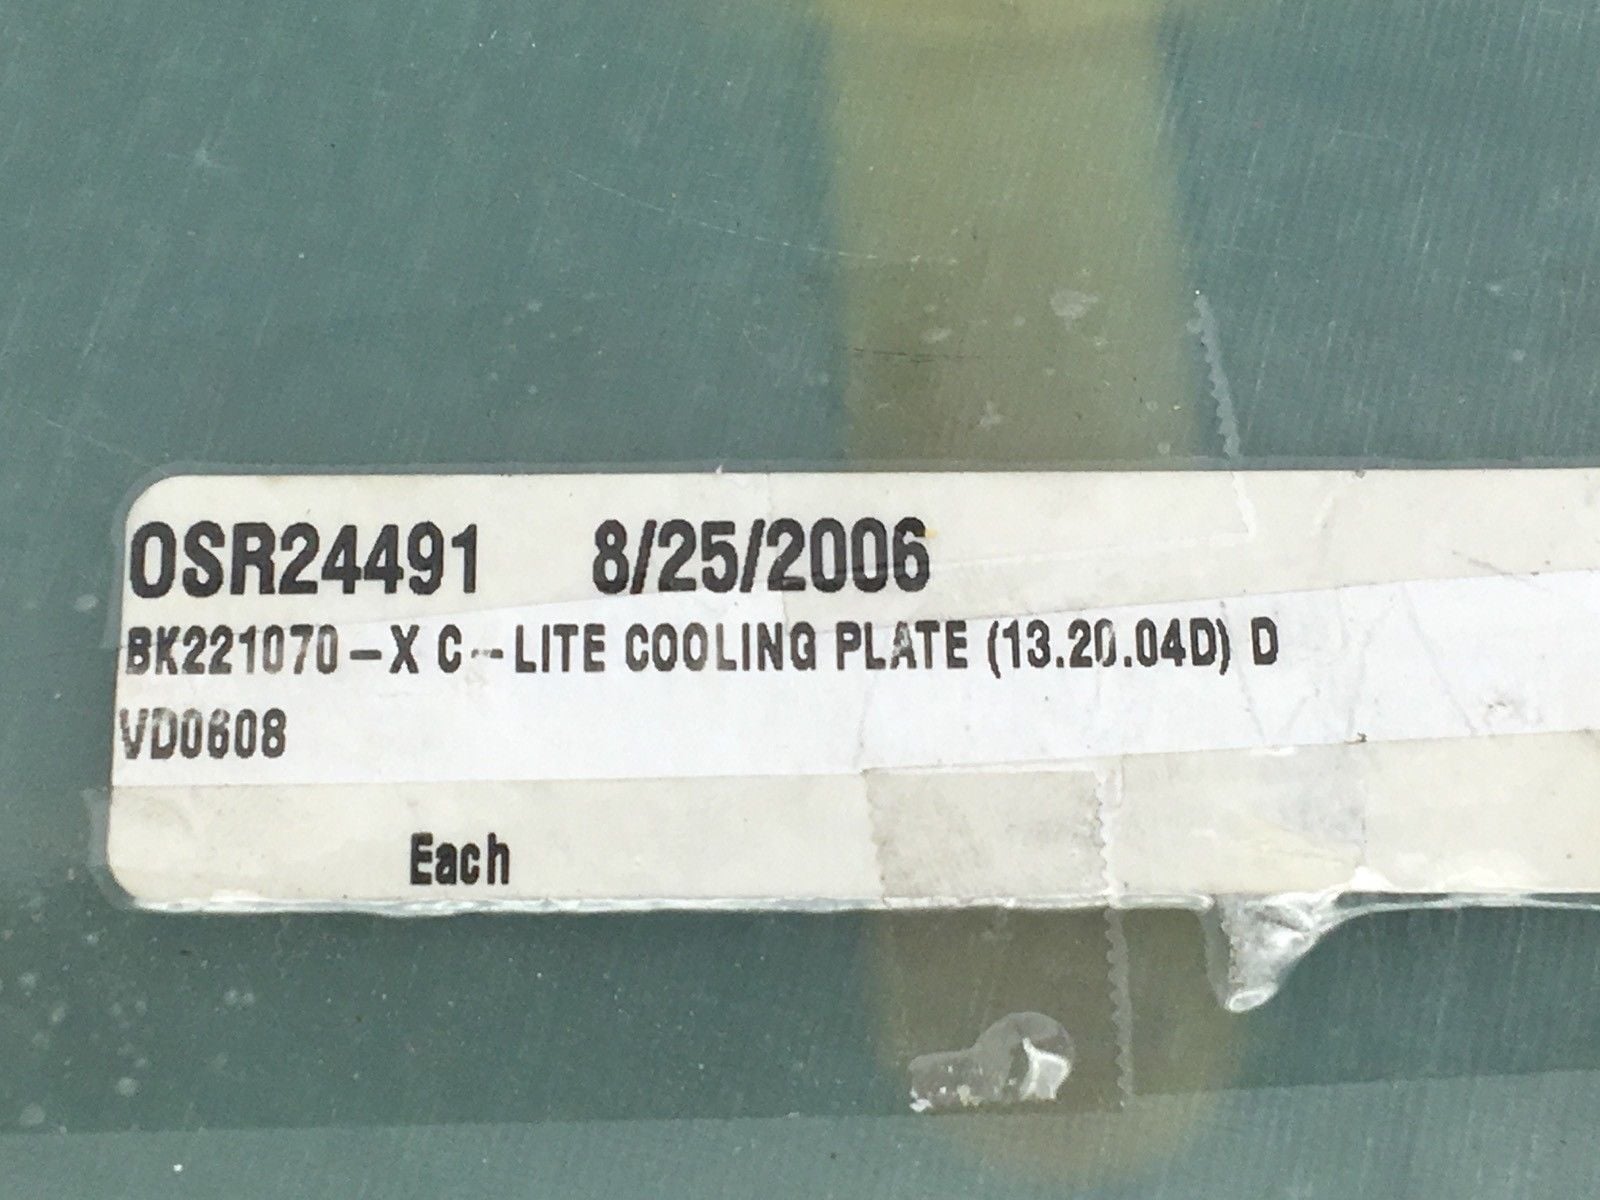 OSR24491 8/25/2006
BK221070-X C--LITE COOLING PLATE (13.20.04D) D
VD0608
Each